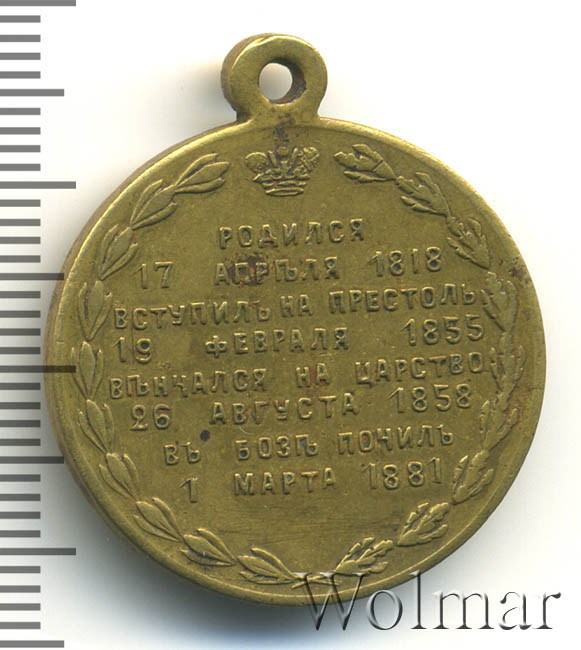 РОДИЛСЯ
17 АПРѢЛЯ 1818
ВСТУПИЛЪ НА ПРЕСТОЛЪ
19 ФЕВРАЛЯ 1855
ВѢНЧАЛСЯ НА ЦАРСТВО
26 АВГУСТА 1858
ВЪ БОЗѢ ПОЧИЛЪ
1 МАРТА 1881
Wolmar